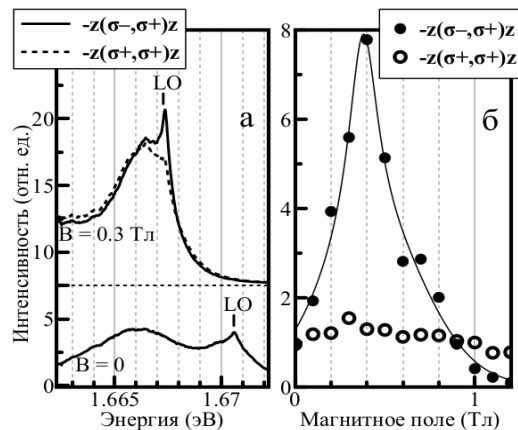 -z(σ–,σ+)z
-z(σ+,σ+)z
LO
а
20
15
10
5
0
Интенсивность (отн. ед.)
B = 0.3 Тл
LO
B = 0
1.665
1.67
Энергия (эВ)
-z(σ–,σ+)z
-z(σ+,σ+)z
б
8
6
4
2
0
0
1
Магнитное поле (Тл)